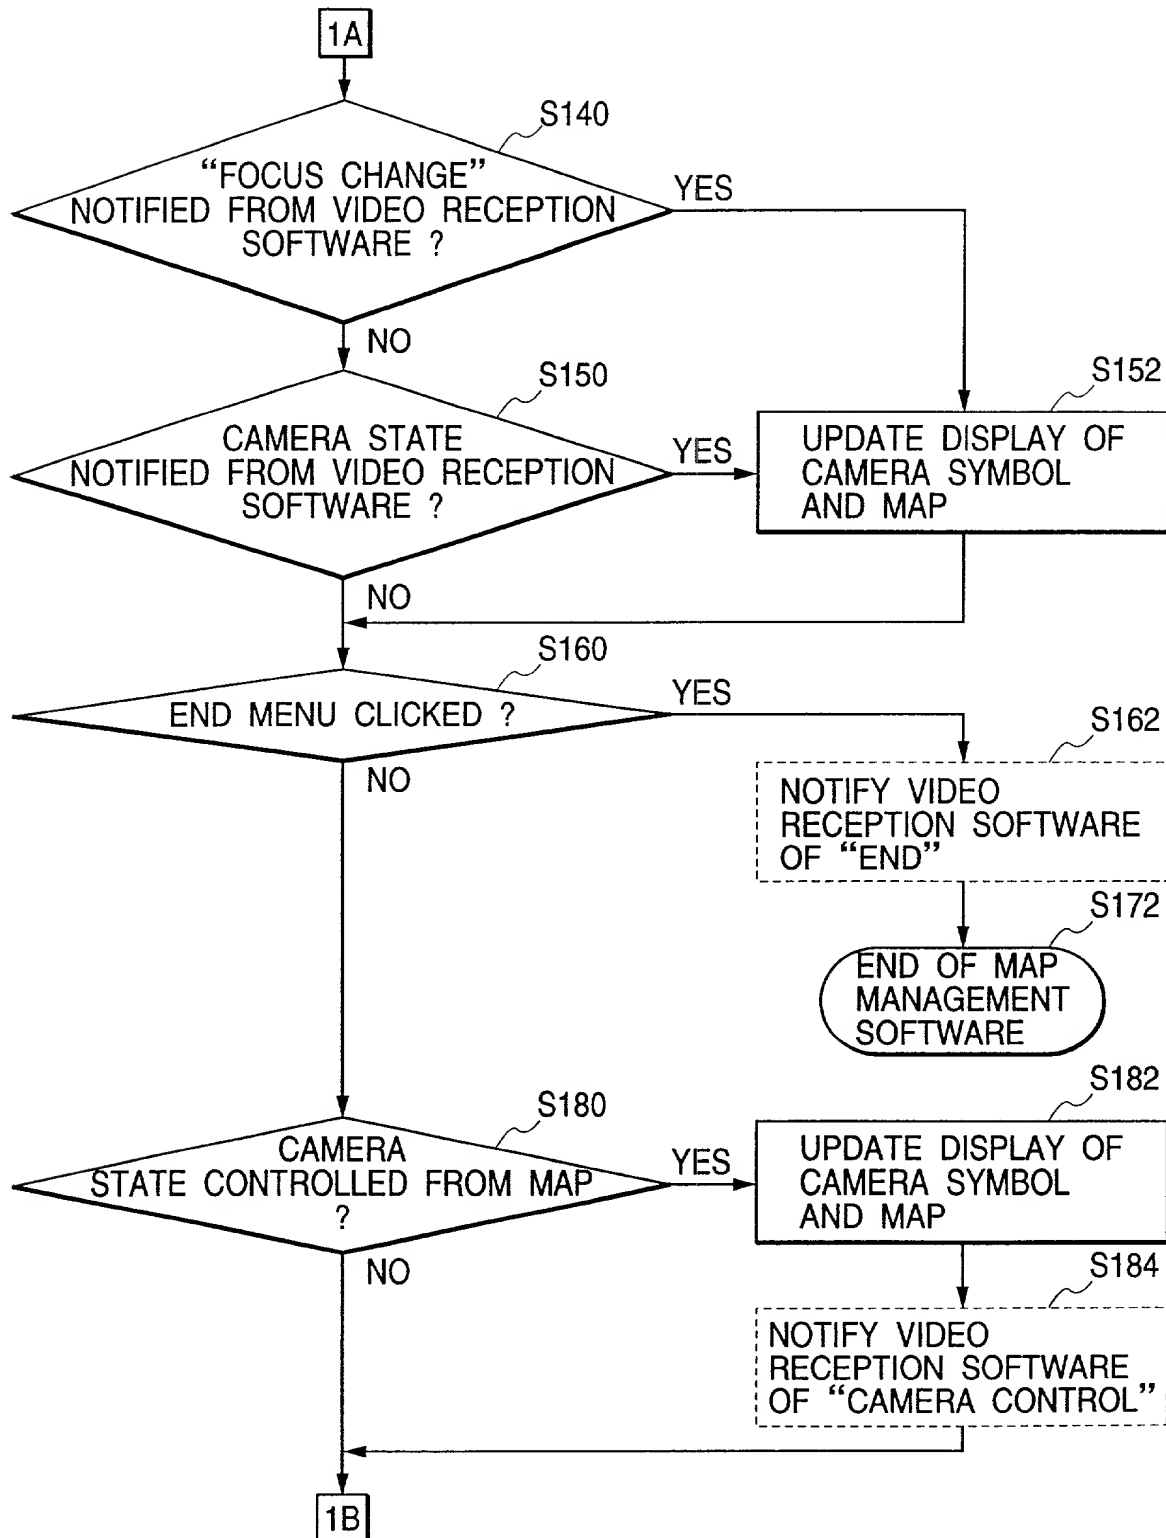 1A
S140
“FOCUS CHANGE”
NOTIFIED FROM VIDEO RECEPTION
SOFTWARE ?
YES
NO
S150
CAMERA STATE
NOTIFIED FROM VIDEO RECEPTION
SOFTWARE ?
YES
S152
UPDATE DISPLAY OF
CAMERA SYMBOL
AND MAP
NO
S160
END MENU CLICKED ?
YES
S162
NOTIFY VIDEO
RECEPTION SOFTWARE
OF “END”
NO
S172
END OF MAP
MANAGEMENT
SOFTWARE
S180
CAMERA
STATE CONTROLLED FROM MAP
?
YES
S182
UPDATE DISPLAY OF
CAMERA SYMBOL
AND MAP
NO
S184
NOTIFY VIDEO
RECEPTION SOFTWARE
OF “CAMERA CONTROL”
1B